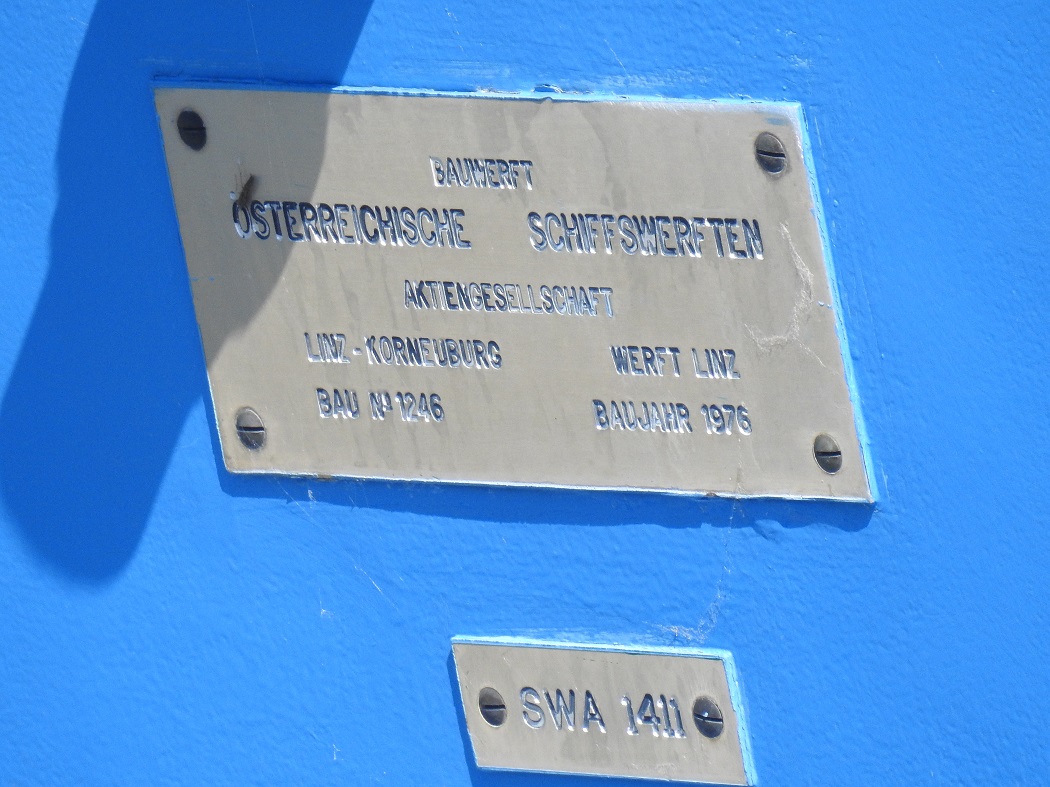 BAUWERFT
ÖSTERREICHISCHE SCHIFFSWERFTEN
AKTIENGESELLSCHAFT
LINZ-KORNEUBURG WERFT LINZ
BAU Nº 1246 BAUJAHR 1976
SWA 1411